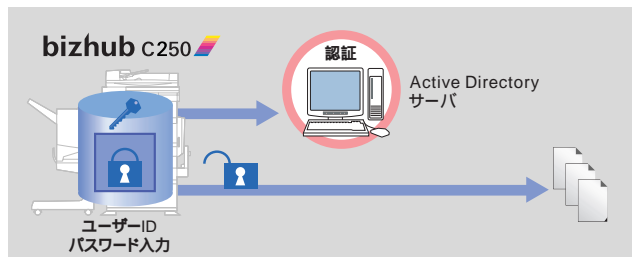 bizhub C250
認証
Active Directory
サーバ
ユーザーID
パスワード入力